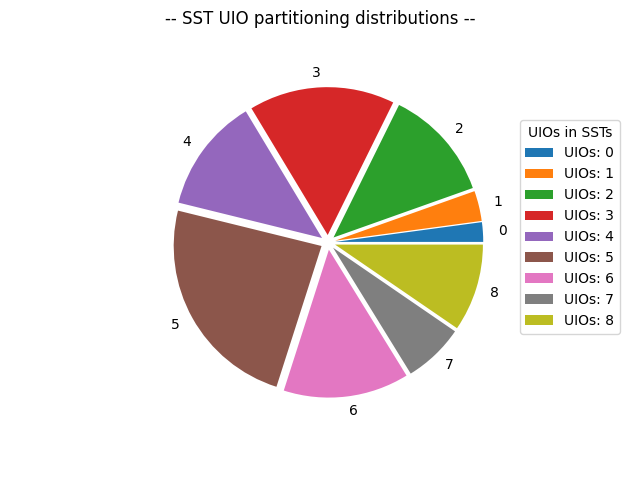 -- SST UIO partitioning distributions --
3
4
2
1
0
5
8
7
6
UIOs in SSTs
UIOs: 0
UIOs: 1
UIOs: 2
UIOs: 3
UIOs: 4
UIOs: 5
UIOs: 6
UIOs: 7
UIOs: 8